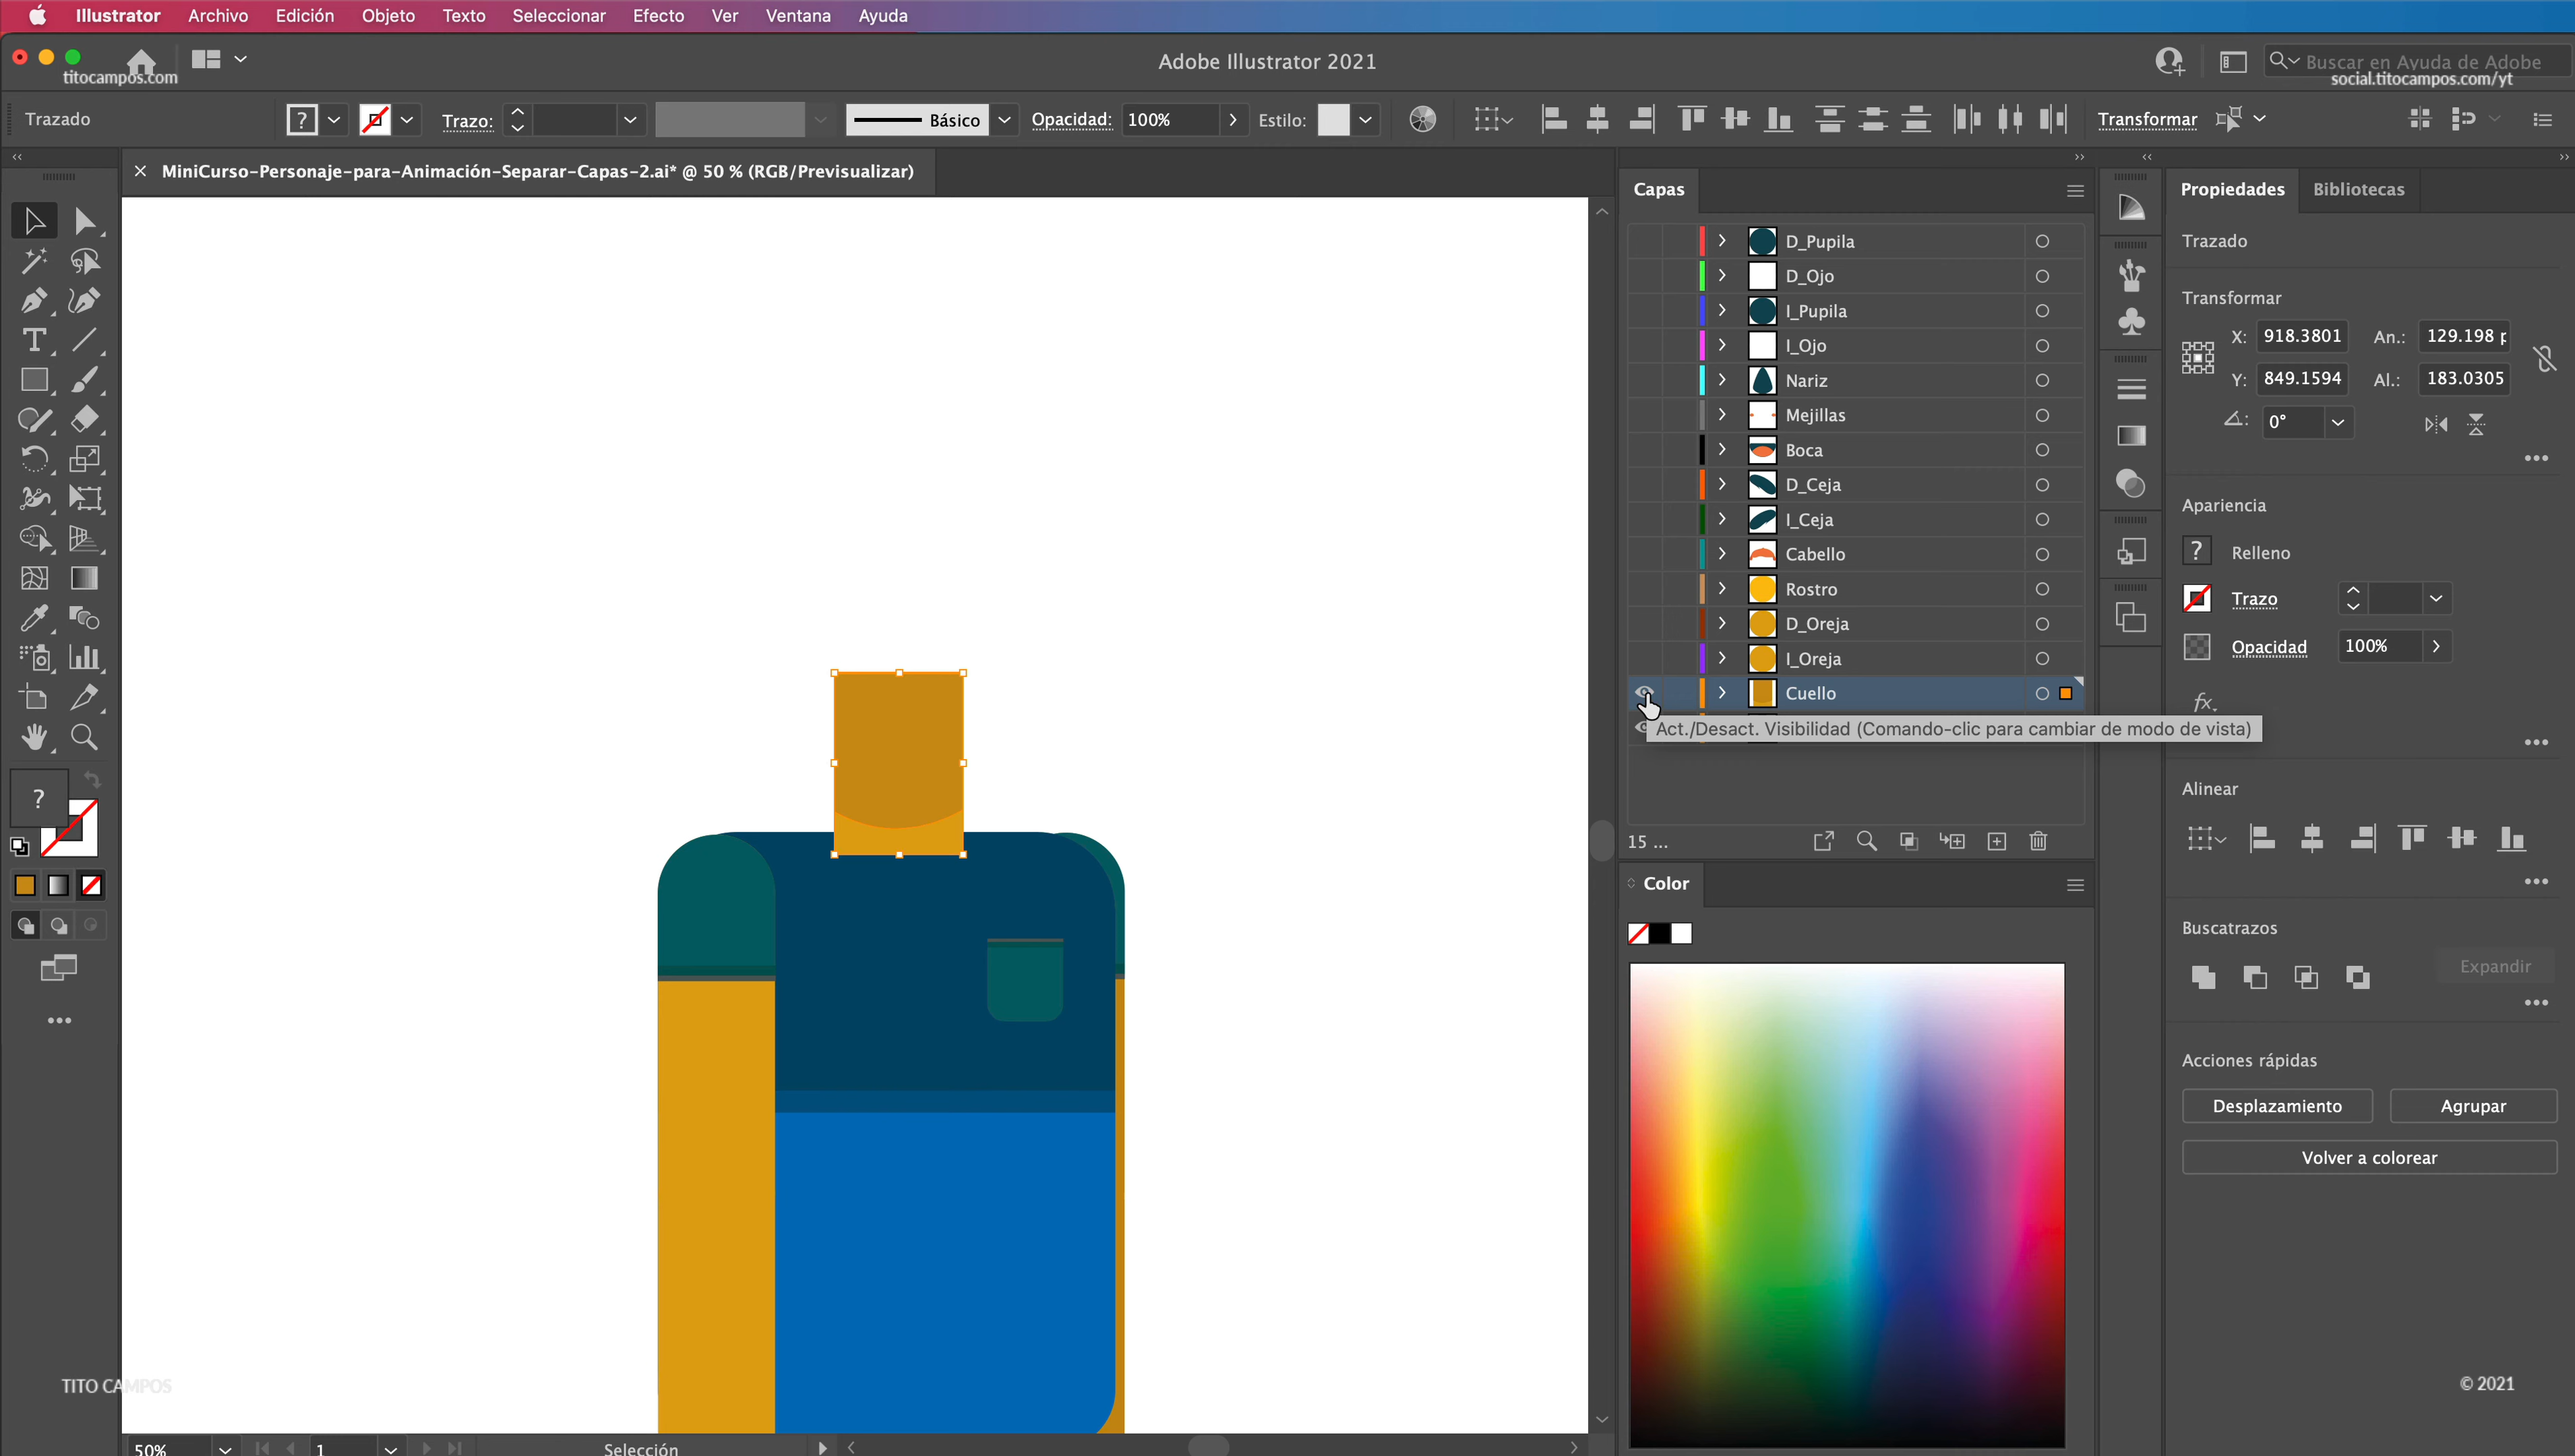 Illustrator Archivo Edición Objeto Texto Seleccionar Efecto Ver Ventana Ayuda
Adobe Illustrator 2021
Buscar en Ayuda de Adobe
titocampos.com
social.titocampos.com/yt
Trazado ? Trazo: Básico Opacidad: 100% Estilo: Transformar
MiniCurso-Personaje-para-Animación-Separar-Capas-2.ai* @ 50 % (RGB/Previsualizar)
Capas
D_Pupila
D_Ojo
I_Pupila
I_Ojo
Nariz
Mejillas
Boca
D_Ceja
I_Ceja
Cabello
Rostro
D_Oreja
I_Oreja
Cuello
Act./Desact. Visibilidad (Comando-clic para cambiar de modo de vista)
15 ...
Color
Propiedades Bibliotecas
Trazado
Transformar
X: 918.3801 An.: 129.198 p
Y: 849.1594 Al.: 183.0305
0°
Apariencia
? Relleno
Trazo
Opacidad 100%
fx.
Alinear
Buscatrazos
Expandir
Acciones rápidas
Desplazamiento Agrupar
Volver a colorear
?
TITO CAMPOS
© 2021
50% 1 Selección